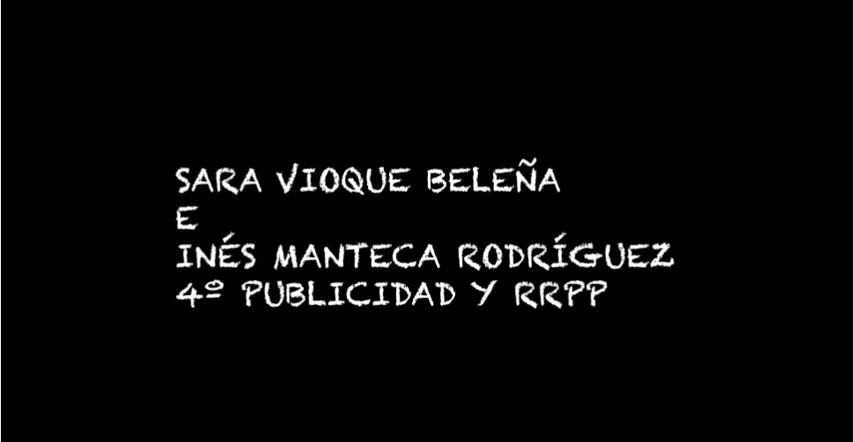 SARA VIOQUE BELEÑA
E
INÉS MANTECA RODRÍGUEZ
4º PUBLICIDAD Y RRPP